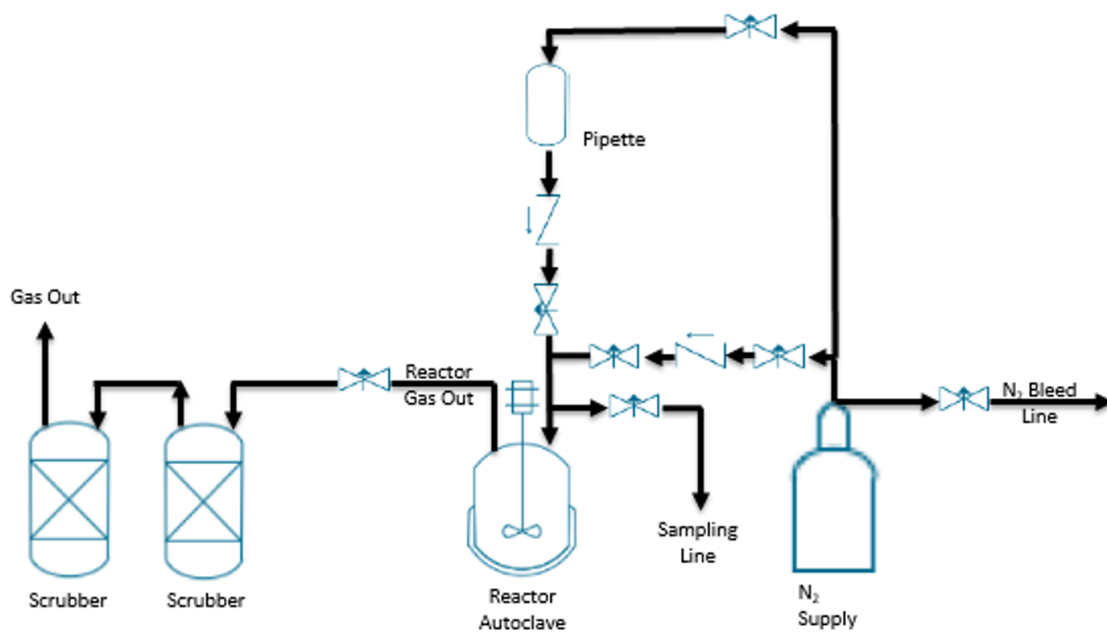 Pipette
Gas Out
Reactor
Gas Out
N₂ Bleed
Line
Sampling
Line
Scrubber
Scrubber
Reactor
Autoclave
N₂
Supply